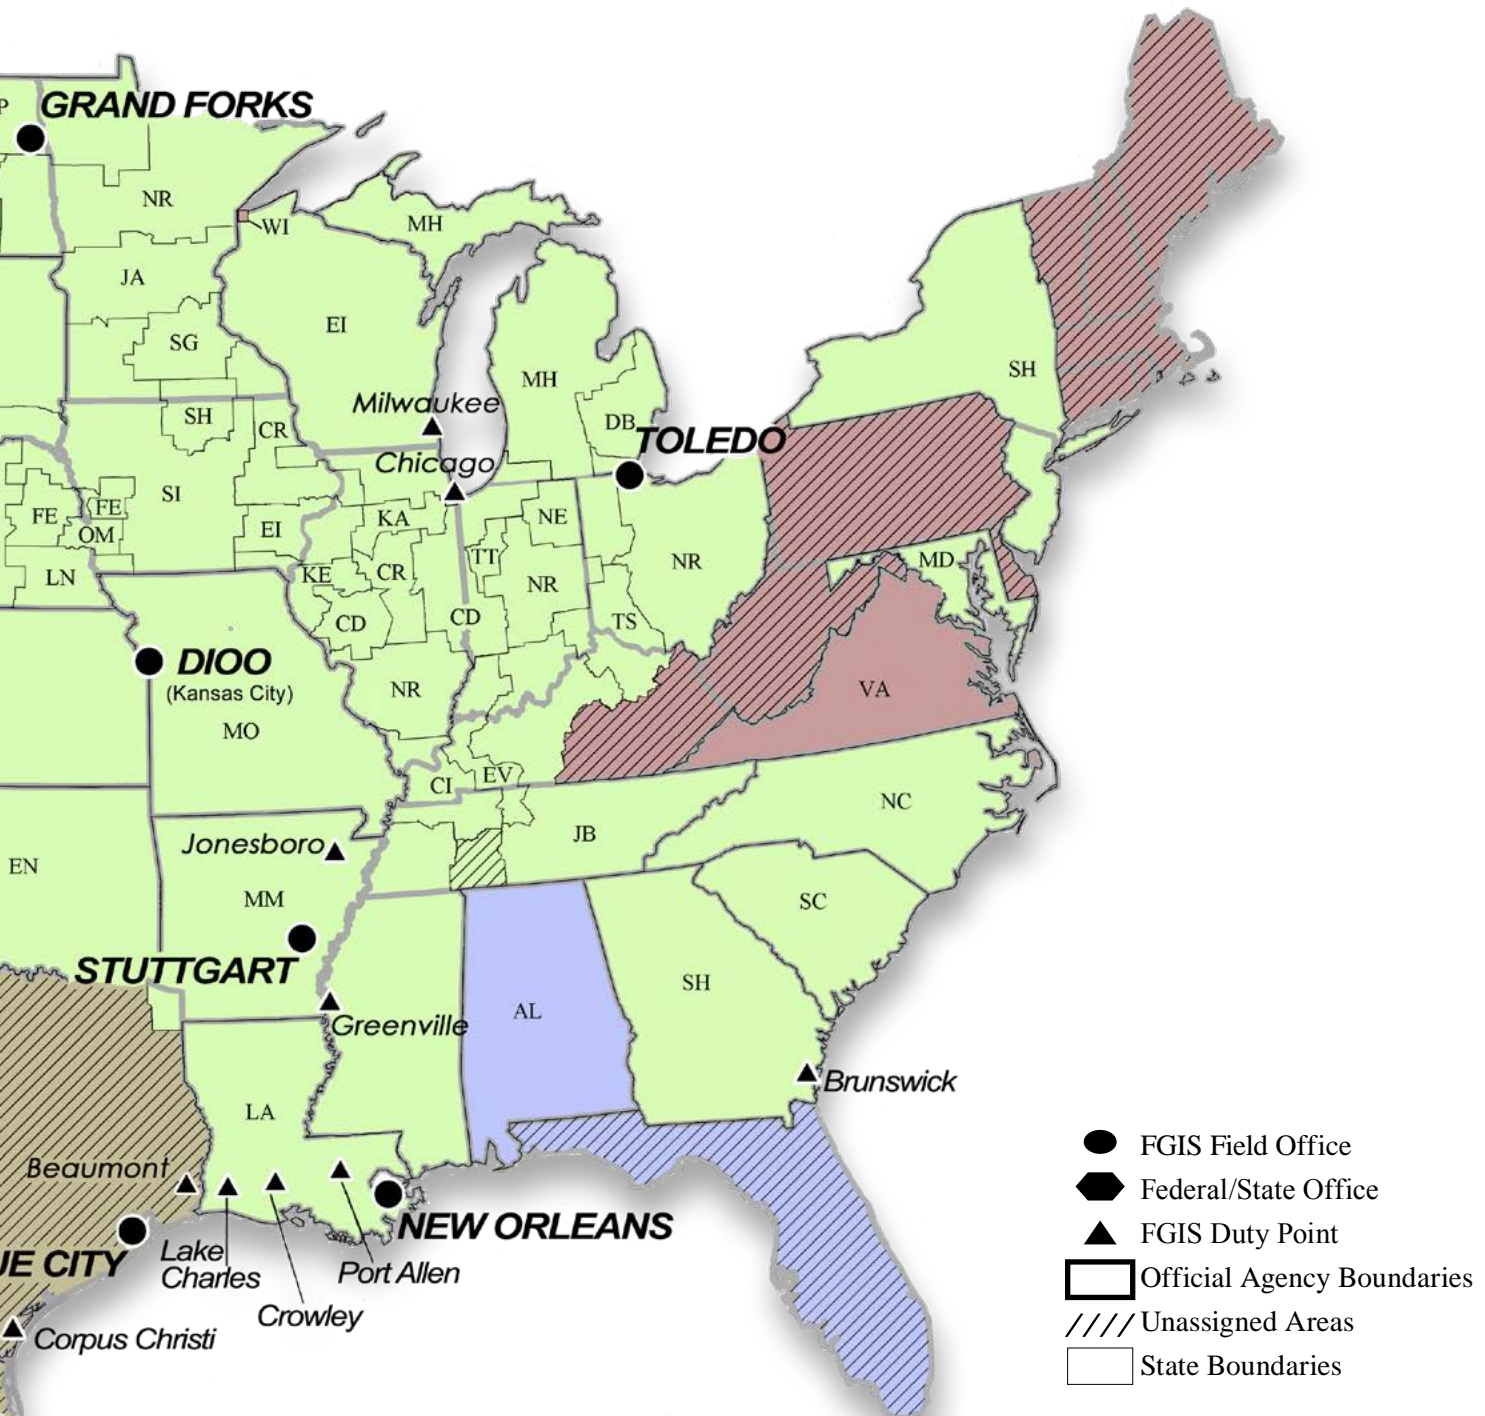 P
GRAND FORKS
NR
WI
MH
JA
EI
SG
MH
SH
Milwaukee
SH
CR
DB
TOLEDO
Chicago
SI
FE
FE
KA
NE
OM
EI
TT
MD
NR
LN
KE
CR
NR
CD
CD
TS
DIOO
(Kansas City)
NR
VA
MO
CI
EV
NC
JB
Jonesboro
EN
MM
SC
STUTTGART
SH
AL
Greenville
Brunswick
LA
Beaumont
NEW ORLEANS
UE CITY
Lake
Charles
Port Allen
Crowley
Corpus Christi
FGIS Field Office
Federal/State Office
FGIS Duty Point
Official Agency Boundaries
Unassigned Areas
State Boundaries